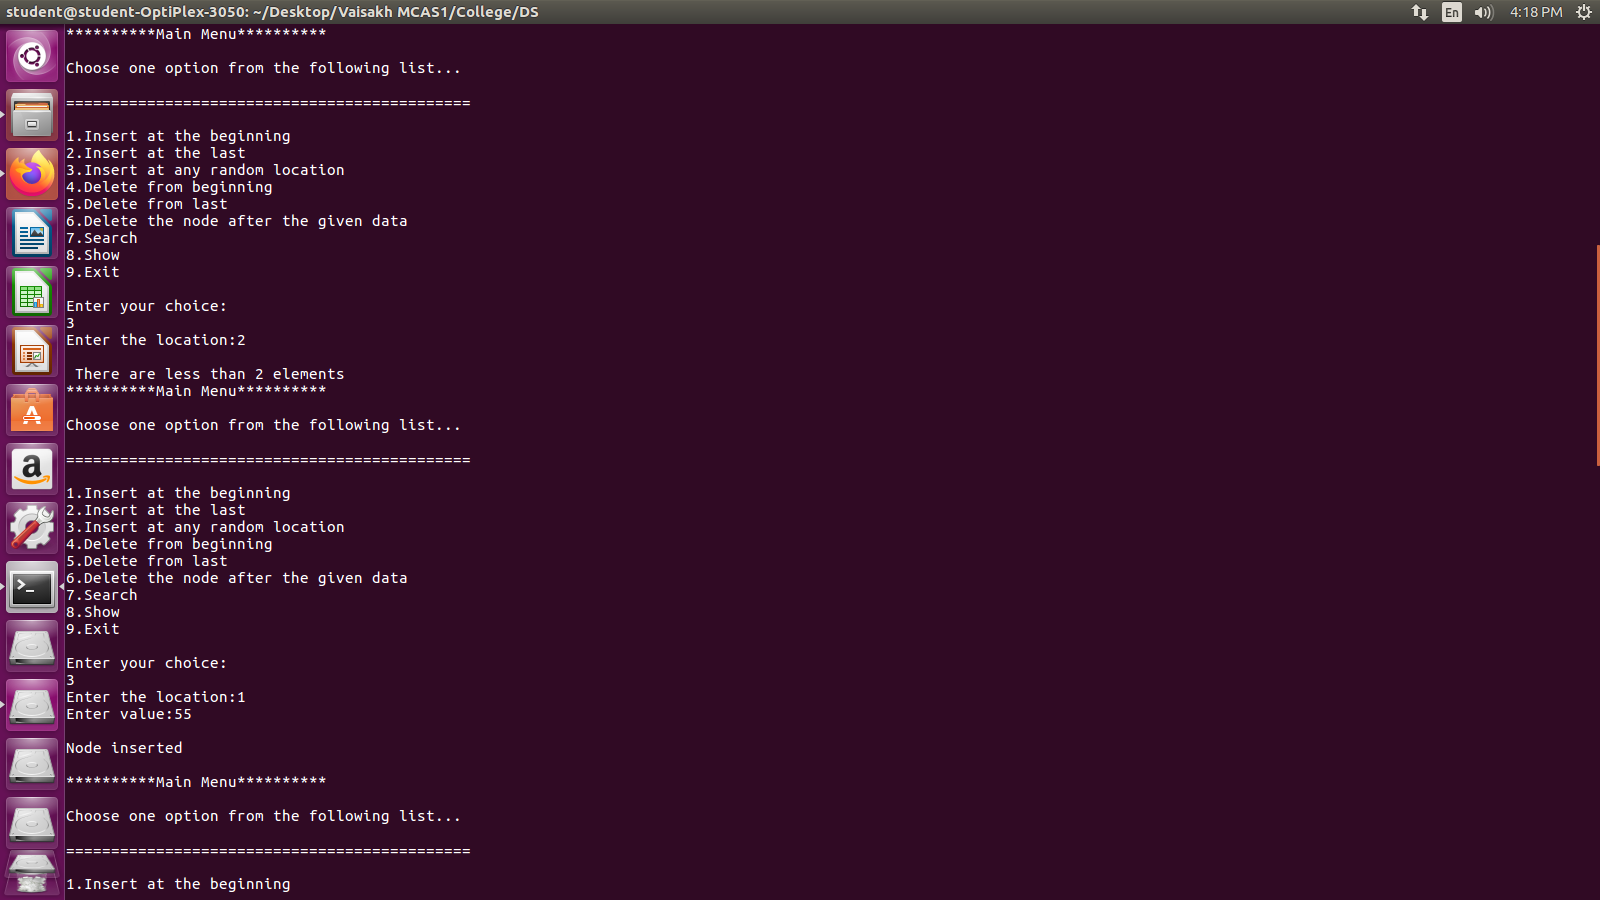 student@student-OptiPlex-3050: ~/Desktop/Vaisakh MCAS1/College/DS
En
4:18 PM
**********Main Menu**********
Choose one option from the following list...
=============================================
1.Insert at the beginning
2.Insert at the last
3.Insert at any random location
4.Delete from beginning
5.Delete from last
6.Delete the node after the given data
7.Search
8.Show
9.Exit
Enter your choice:
3
Enter the location:2
There are less than 2 elements
**********Main Menu**********
Choose one option from the following list...
=============================================
1.Insert at the beginning
2.Insert at the last
3.Insert at any random location
4.Delete from beginning
5.Delete from last
6.Delete the node after the given data
7.Search
8.Show
9.Exit
Enter your choice:
3
Enter the location:1
Enter value:55
Node inserted
**********Main Menu**********
Choose one option from the following list...
=============================================
1.Insert at the beginning